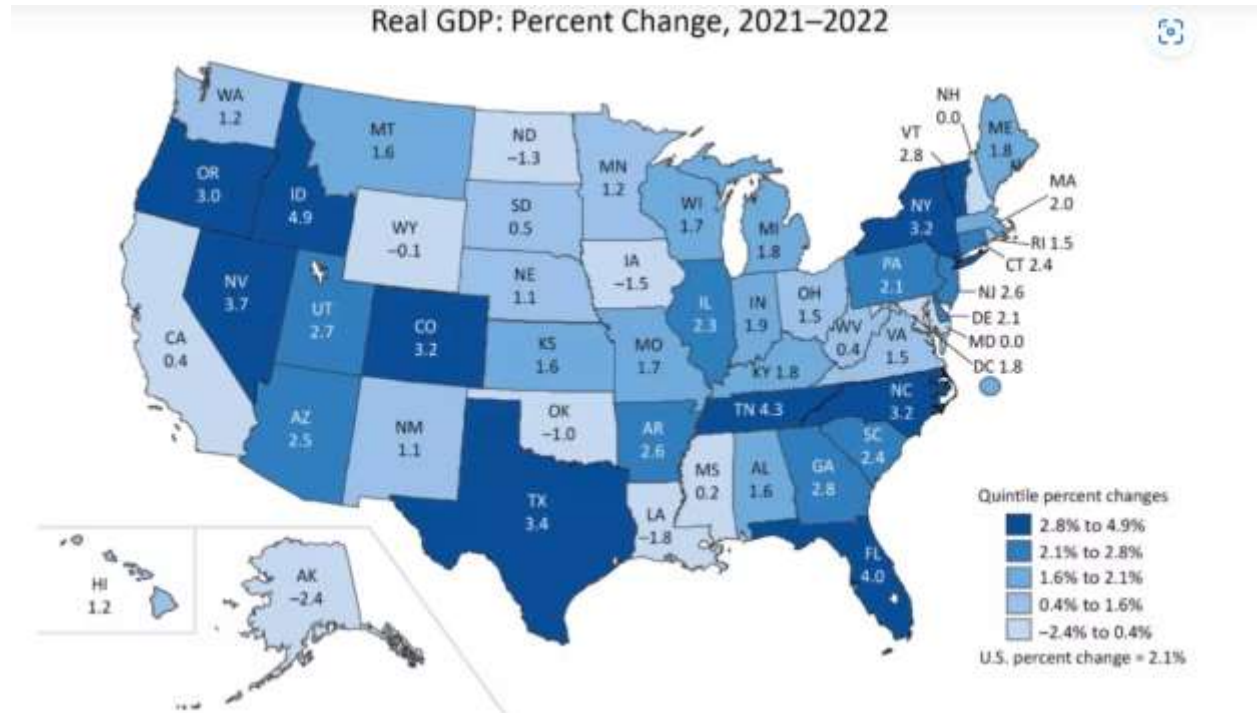 Real GDP: Percent Change, 2021–2022
WA
1.2
MT
1.6
ND
–1.3
MN
1.2
OR
3.0
ID
4.9
WY
–0.1
SD
0.5
WI
1.7
MI
1.8
NH
0.0
VT
2.8
ME
1.8
NY
3.2
MA
2.0
RI 1.5
CT 2.4
NJ 2.6
DE 2.1
MD 0.0
DC 1.8
PA
2.1
CA
0.4
NV
3.7
UT
2.7
CO
3.2
NE
1.1
IA
–1.5
IL
2.3
IN
1.9
OH
1.5
WV
0.4
VA
1.5
KS
1.6
MO
1.7
KY 1.8
AZ
2.5
NM
1.1
OK
–1.0
AR
2.6
TN 4.3
NC
3.2
SC
2.4
TX
3.4
LA
–1.8
MS
0.2
AL
1.6
GA
2.8
FL
4.0
HI
1.2
AK
–2.4
Quintile percent changes
2.8% to 4.9%
2.1% to 2.8%
1.6% to 2.1%
0.4% to 1.6%
–2.4% to 0.4%
U.S. percent change = 2.1%